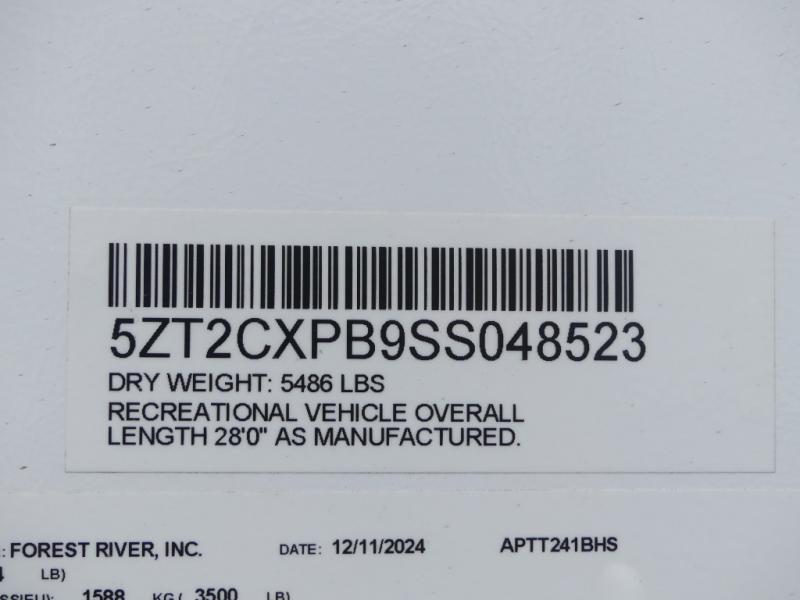 5ZT2CXPB9SS048523
DRY WEIGHT: 5486 LBS
RECREATIONAL VEHICLE OVERALL
LENGTH 28'0" AS MANUFACTURED.
: FOREST RIVER, INC. DATE: 12/11/2024 APTT241BHS
LB)
1588 KG ( 3500 LB)